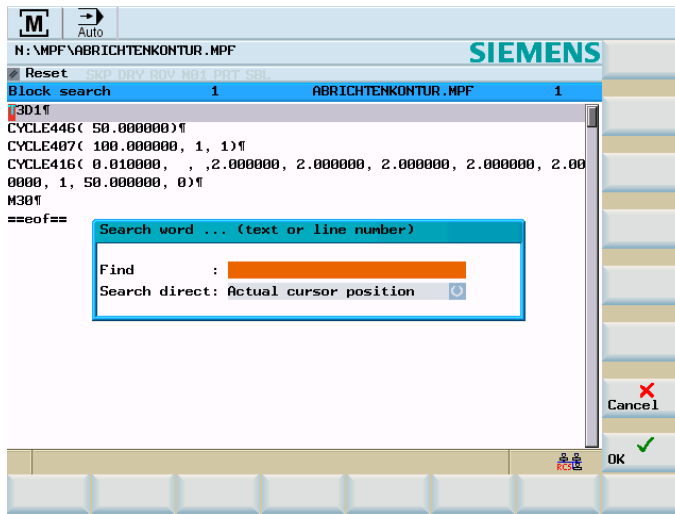 M
Auto
N:\MPF\ABRICHTENKONTUR.MPF
SIEMENS
Reset SKP DRY ROV M01 PRT SBL
Block search 1 ABRICHTENKONTUR.MPF 1
T3D1¶
CYCLE446( 50.000000)¶
CYCLE407( 100.000000, 1, 1)¶
CYCLE416( 0.010000, , ,2.000000, 2.000000, 2.000000, 2.000000, 2.00
0000, 1, 50.000000, 0)¶
M30¶
==eof==
Search word ... (text or line number)
Find :
Search direct: Actual cursor position
Cancel
OK
RCS